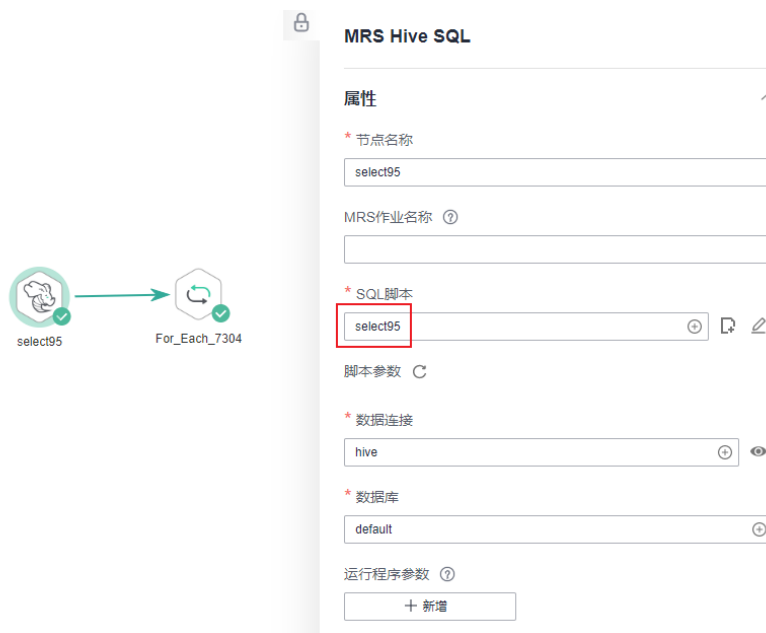 MRS Hive SQL
属性
* 节点名称
select95
MRS作业名称
* SQL脚本
select95
脚本参数
* 数据连接
hive
* 数据库
default
运行程序参数
+ 新增
select95
For_Each_7304